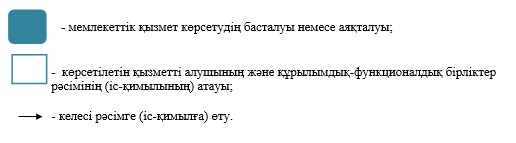 - мемлекеттік қызмет көрсетудің басталуы немесе аяқталуы;
- көрсетілетін қызметті алушының және құрылымдық-функционалдық бірліктер
рәсімінің (іс-қимылының) атауы;
- келесі рәсімге (іс-қимылға) өту.